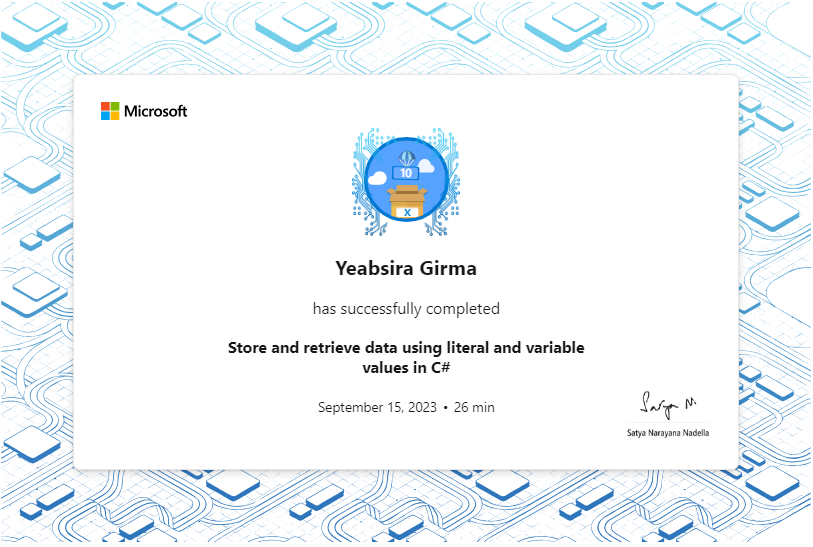 Microsoft
10
X
Yeabsira Girma
has successfully completed
Store and retrieve data using literal and variable
values in C#
September 15, 2023 • 26 min
Satya N.
Satya Narayana Nadella